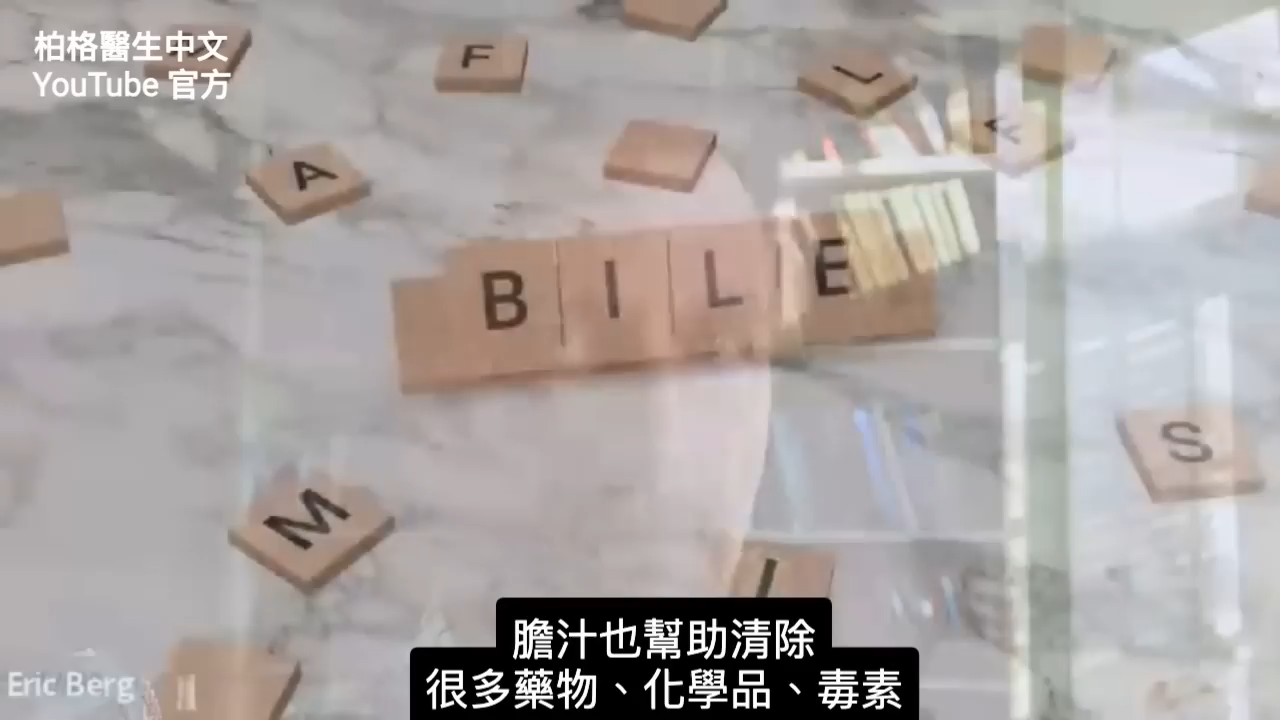 柏格醫生中文
YouTube 官方
F
L
A
BILE
S
M
I
膽汁也幫助清除
很多藥物、化學品、毒素
Eric Berg